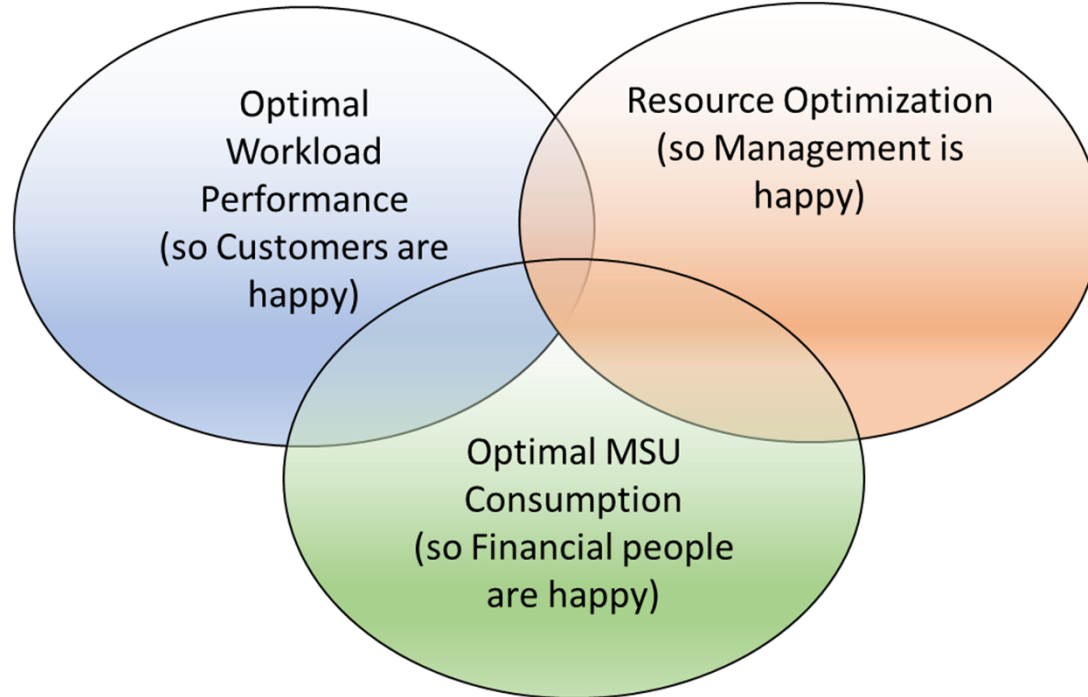 Optimal
Workload
Performance
(so Customers are
happy)
Resource Optimization
(so Management is
happy)
Optimal MSU
Consumption
(so Financial people
are happy)